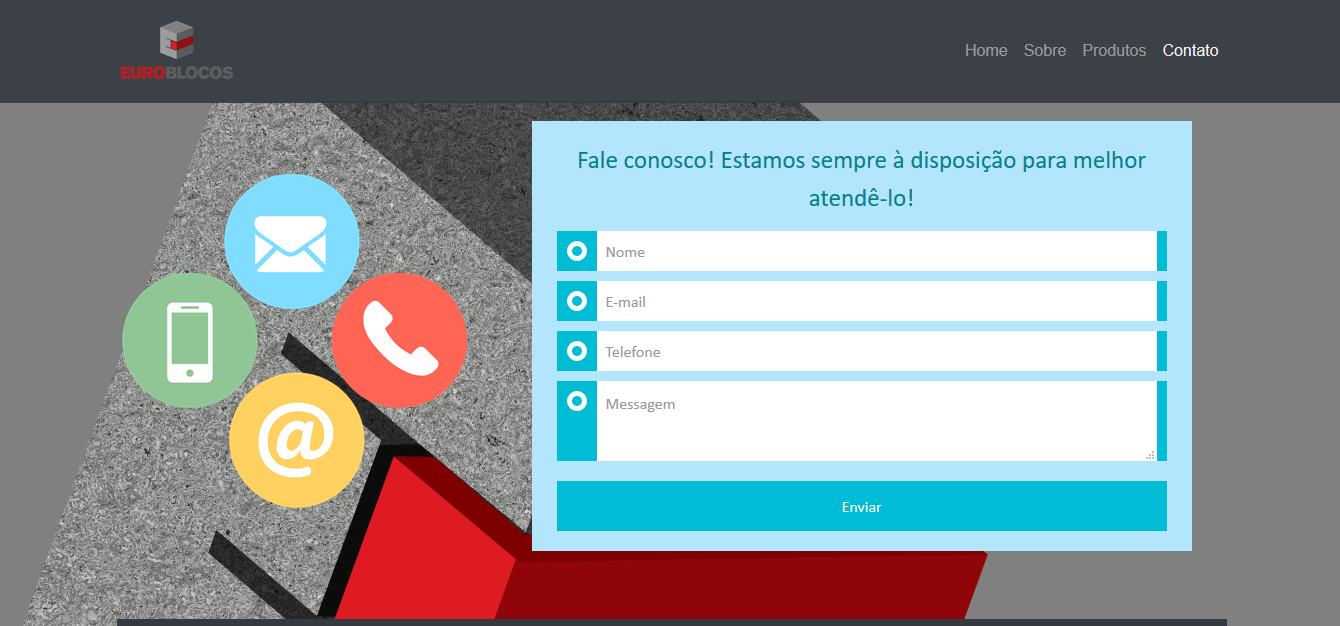 EUROBLOCOS
Home Sobre Produtos Contato
Fale conosco! Estamos sempre à disposição para melhor
atendê-lo!
Nome
E-mail
Telefone
Messagem
Enviar
@